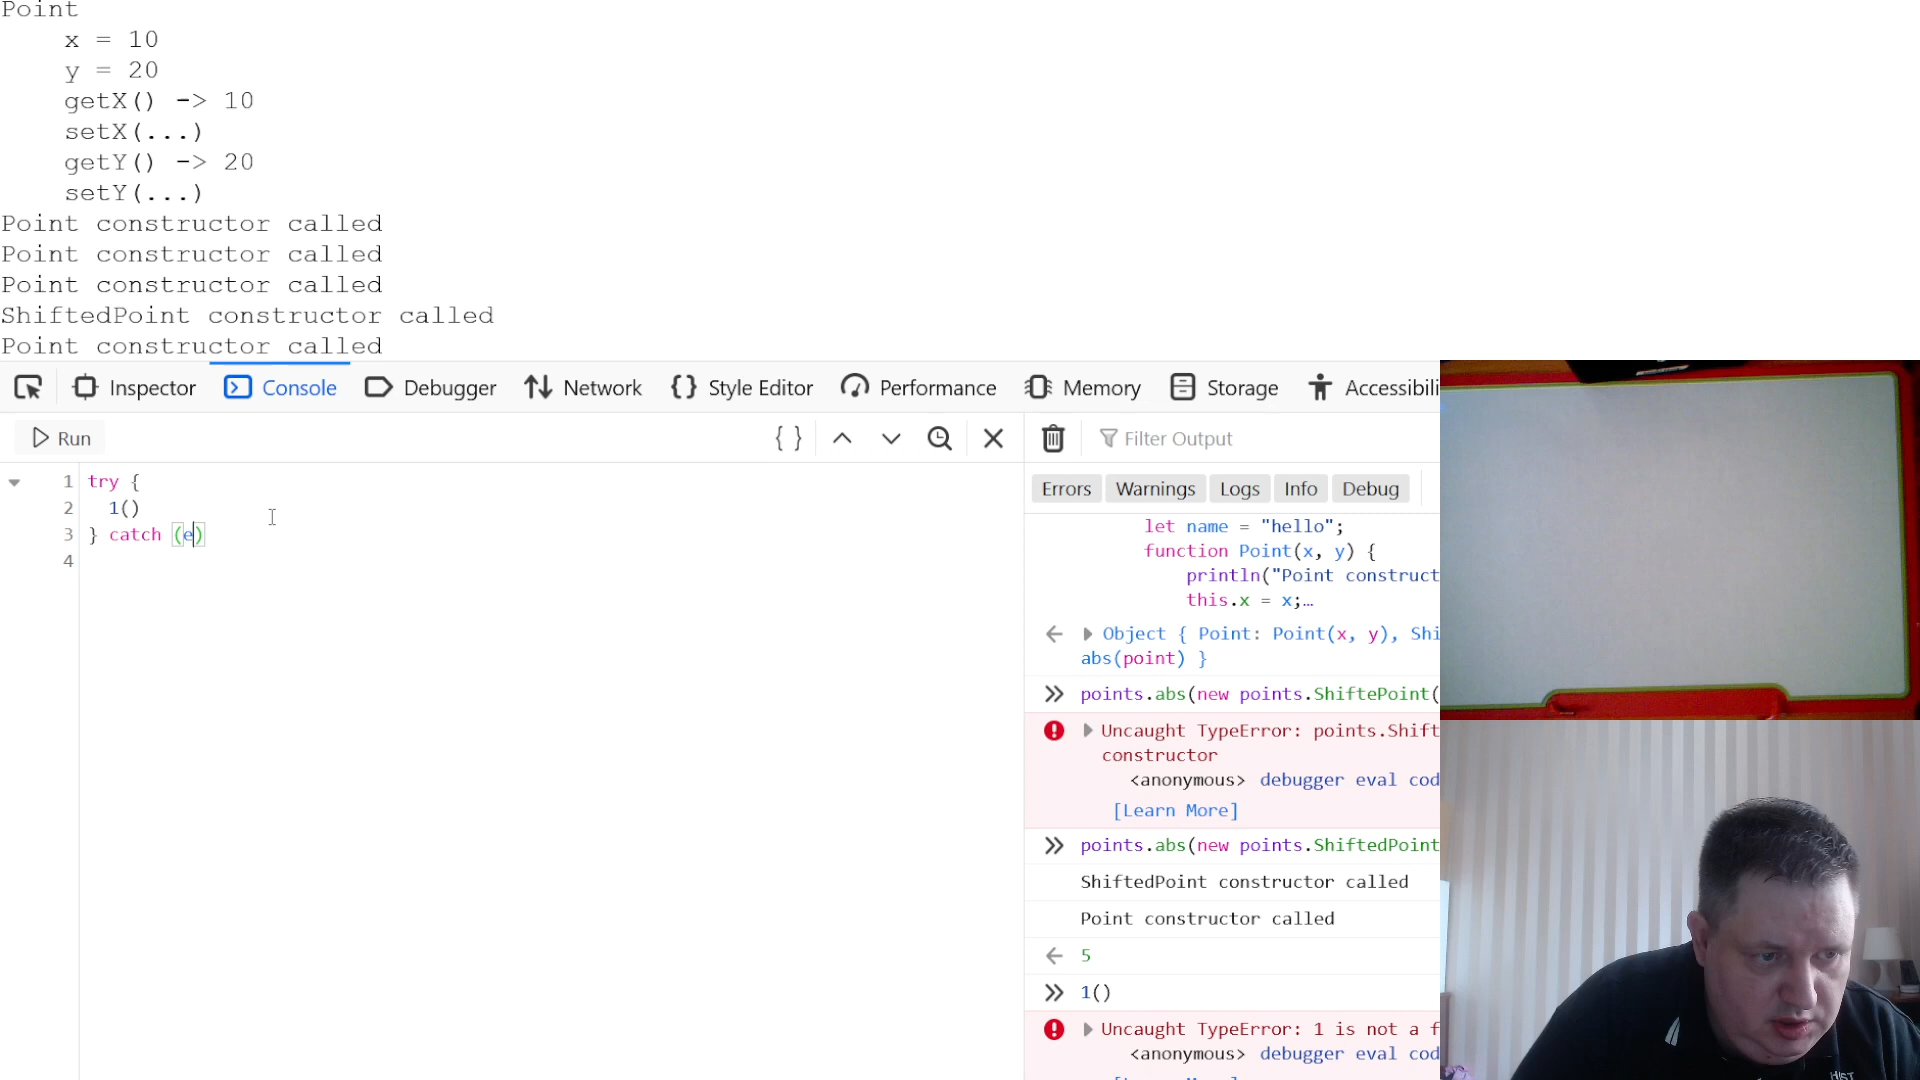 Point
x = 10
y = 20
getX() -> 10
setX(...)
getY() -> 20
setY(...)
Point constructor called
Point constructor called
Point constructor called
ShiftedPoint constructor called
Point constructor called
Inspector Console Debugger Network Style Editor Performance Memory Storage Accessibili
Run
{ }
Filter Output
Errors Warnings Logs Info Debug
1 try {
2 1()
3 } catch (e)
4
let name = "hello";
function Point(x, y) {
println("Point construct
this.x = x;…
Object { Point: Point(x, y), Shi
abs(point) }
points.abs(new points.ShiftePoint(
Uncaught TypeError: points.Shift
constructor
<anonymous> debugger eval cod
[Learn More]
points.abs(new points.ShiftedPoint
ShiftedPoint constructor called
Point constructor called
5
1()
Uncaught TypeError: 1 is not a f
<anonymous> debugger eval cod